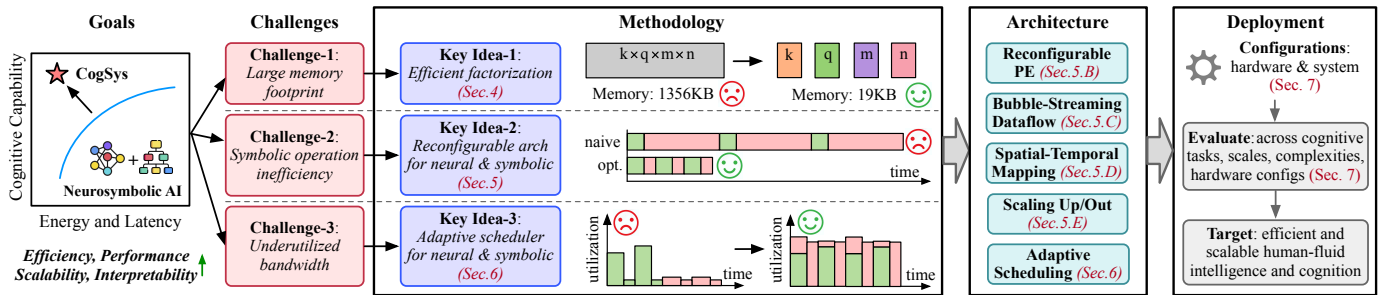 Goals
Cognitive Capability
CogSys
Neurosymbolic AI
Energy and Latency
Efficiency, Performance
Scalability, Interpretability
Challenges
Challenge-1:
Large memory
footprint
Challenge-2:
Symbolic operation
inefficiency
Challenge-3:
Underutilized
bandwidth
Methodology
Key Idea-1:
Efficient factorization
(Sec.4)
k×q×m×n
Memory: 1356KB
k
q
m
n
Memory: 19KB
Key Idea-2:
Reconfigurable arch
for neural & symbolic
(Sec.5)
naive
opt.
time
Key Idea-3:
Adaptive scheduler
for neural & symbolic
(Sec.6)
utilization
time
utilization
time
Architecture
Reconfigurable
PE (Sec.5.B)
Bubble-Streaming
Dataflow (Sec.5.C)
Spatial-Temporal
Mapping (Sec.5.D)
Scaling Up/Out
(Sec.5.E)
Adaptive
Scheduling (Sec.6)
Deployment
Configurations:
hardware & system
(Sec. 7)
Evaluate: across cognitive
tasks, scales, complexities,
hardware configs (Sec. 7)
Target: efficient and
scalable human-fluid
intelligence and cognition